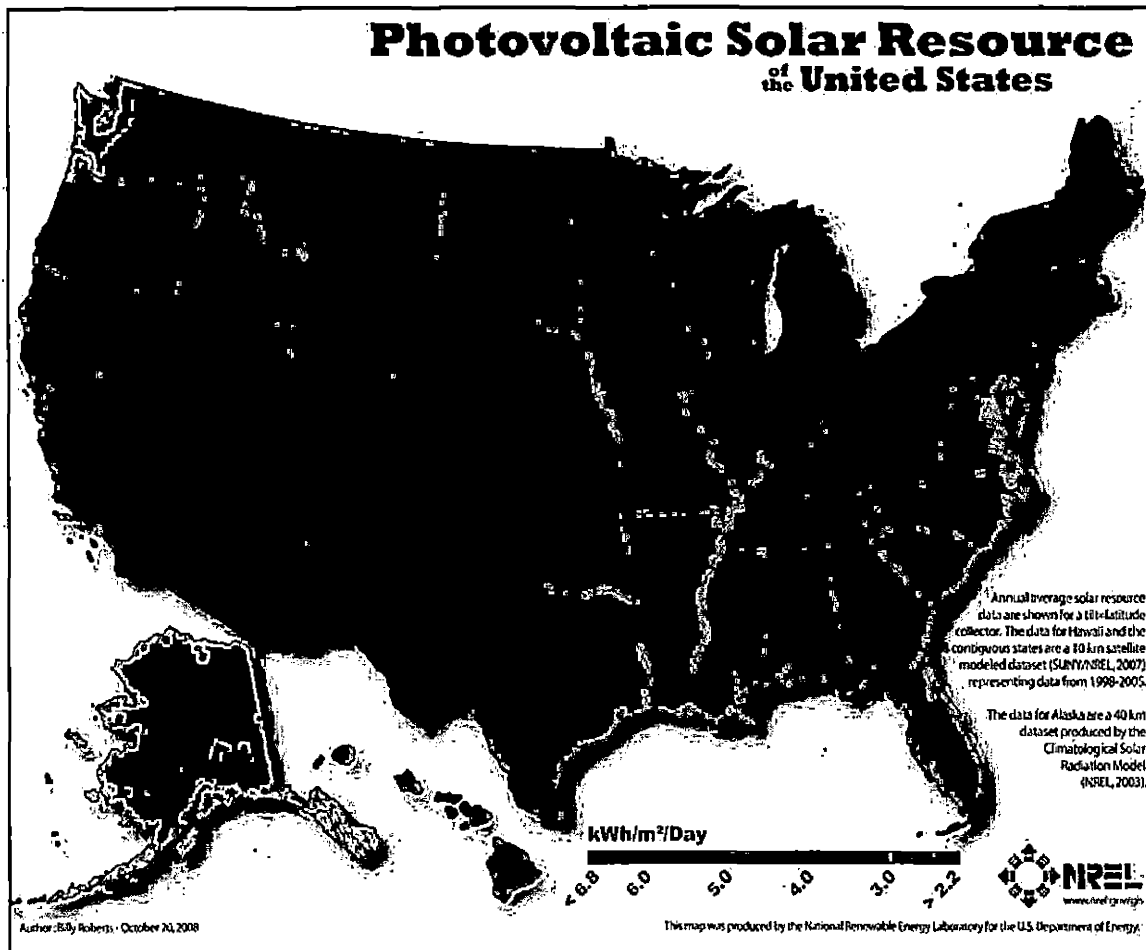 Photovoltaic Solar Resource
of the United States
Annual average solar resource
data are shown for a tilt=latitude
collector. The data for Hawaii and the
contiguous states are a 10 km satellite
modeled dataset (SUNY/NREL, 2007)
representing data from 1998-2005.
The data for Alaska are a 40 km
dataset produced by the
Climatological Solar
Radiation Model
(NREL, 2003).
kWh/m²/Day
< 6.8 6.0 5.0 4.0 3.0 > 2.2
NREL
Author: Billy Roberts - October 20, 2008
This map was produced by the National Renewable Energy Laboratory for the U.S. Department of Energy.